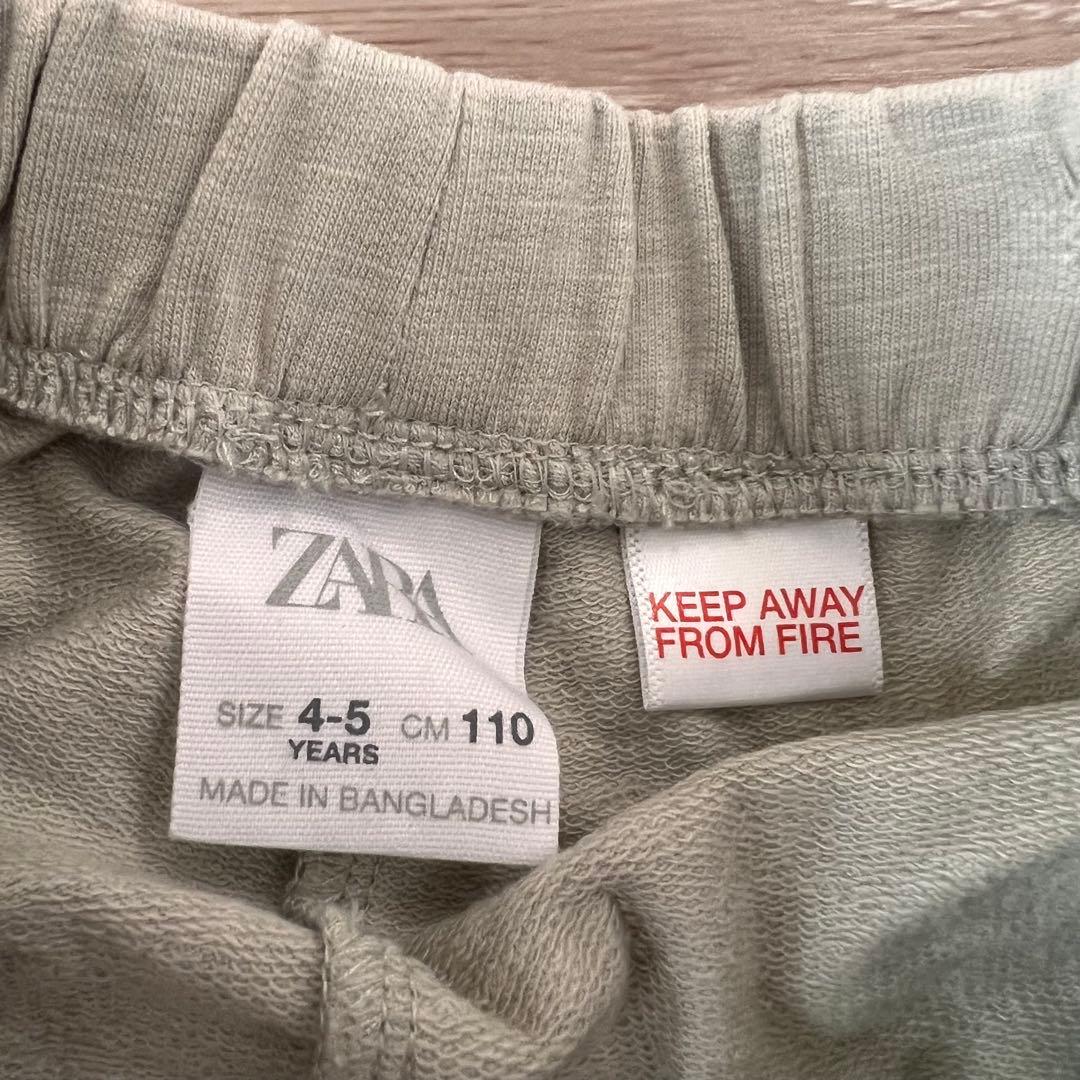 ZARA
SIZE 4-5 CM 110
YEARS
MADE IN BANGLADESH
KEEP AWAY
FROM FIRE